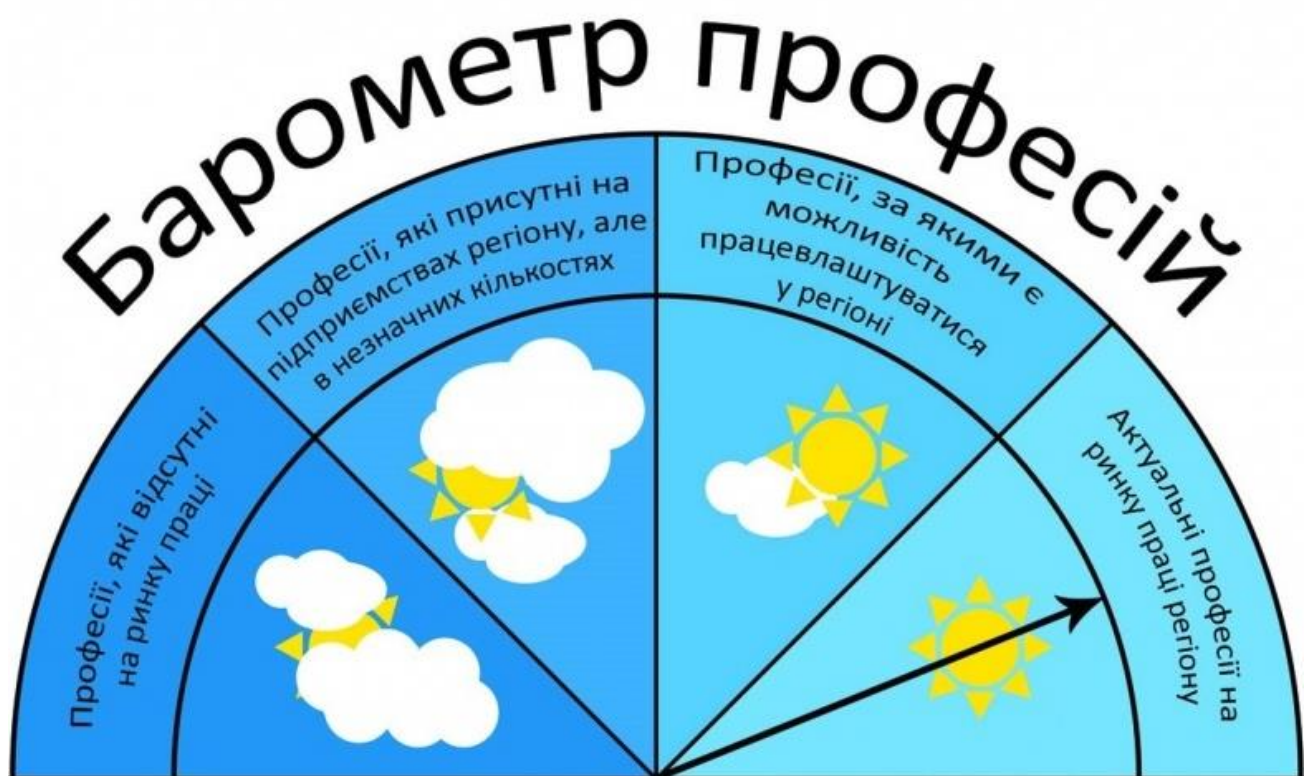 Барометр професій
Професії, які відсутні
на ринку праці
Професії, які присутні на
підприємствах регіону, але
в незначних кількостях
Професії, за якими є
можливість
працевлаштуватися
у регіоні
Актуальні професії на
ринку праці регіону